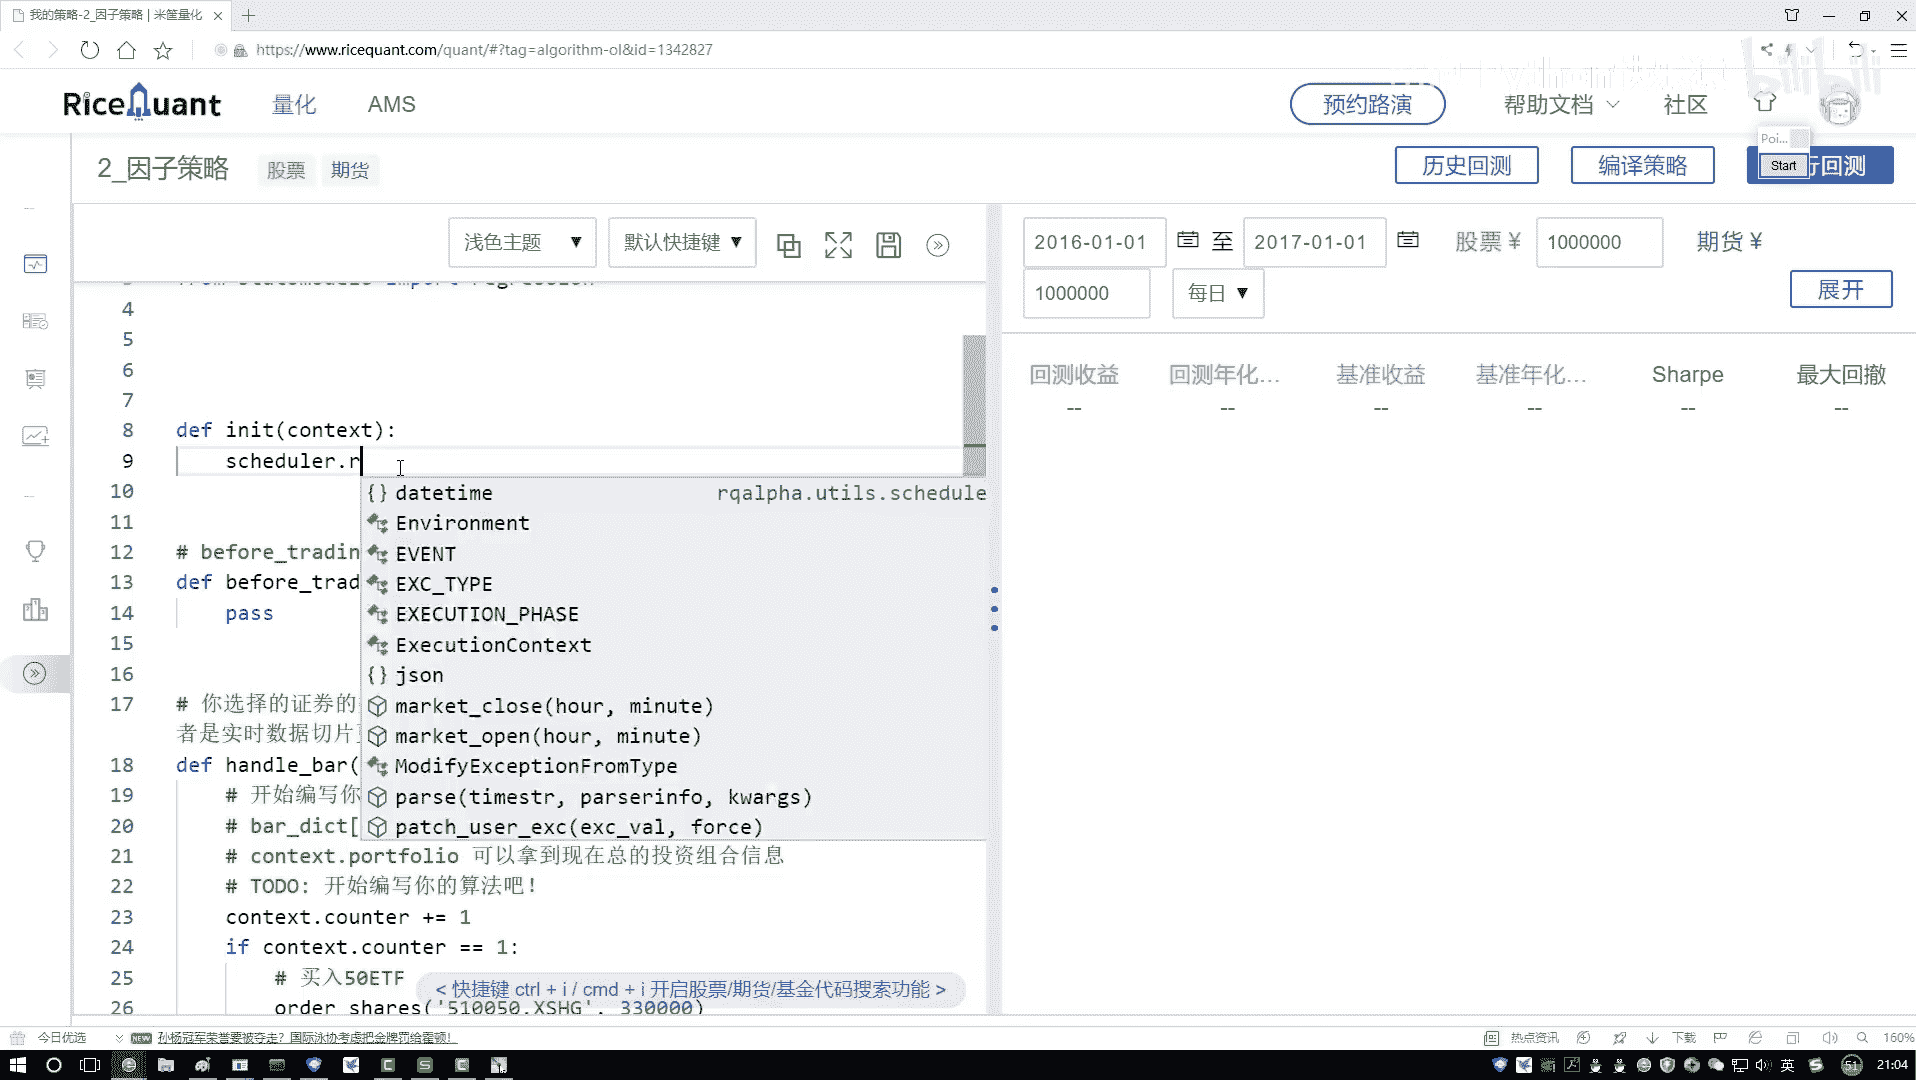 我的策略-2_因子策略 | 米筐量化
https://www.ricequant.com/quant/#?tag=algorithm-ol&id=1342827
bilibili
RiceQuant 量化 AMS 预约路演 帮助文档 社区
Poi...
2_因子策略 股票 期货 历史回测 编译策略 Start 行回测
浅色主题 默认快捷键
2016-01-01 至 2017-01-01 股票 ¥ 1000000 期货 ¥
1000000 每日 展开
回测收益 回测年化... 基准收益 基准年化... Sharpe 最大回撤
-- -- -- -- -- --
3 from statsmodels import regression
4
5
6
7
8 def init(context):
9 scheduler.r
10
11
12 # before_tradin
13 def before_trad
14 pass
15
16
17 # 你选择的证券的
者是实时数据切片
18 def handle_bar(
19 # 开始编写你
20 # bar_dict[
21 # context.portfolio 可以拿到现在总的投资组合信息
22 # TODO: 开始编写你的算法吧!
23 context.counter += 1
24 if context.counter == 1:
25 # 买入50ETF
26 order_shares('510050.XSHG', 330000)
{} datetime rqalpha.utils.schedule
Environment
EVENT
EXC_TYPE
EXECUTION_PHASE
ExecutionContext
{} json
market_close(hour, minute)
market_open(hour, minute)
ModifyExceptionFromType
parse(timestr, parserinfo, kwargs)
patch_user_exc(exc_val, force)
< 快捷键 ctrl + i / cmd + i 开启股票/期货/基金代码搜索功能 >
今日优选 NEW 孙杨冠军荣誉要被夺走？国际泳协考虑把金牌罚给霍顿！ 热点资讯 下载 160%
英 51 21:04